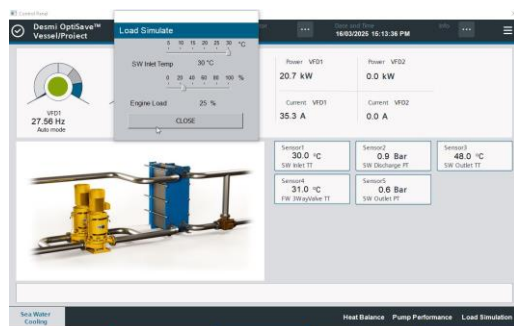 Control Panel
Desmi OptiSave™
Vessel/Project
Load Simulate
0 5 10 15 20 25 30 °C
SW Inlet Temp 30 °C
0 20 40 60 80 100 %
Engine Load 25 %
CLOSE
...
Date and Time
16/03/2025 15:13:36 PM
Info
...
VFD1
27.56 Hz
Auto mode
Power VFD1
20.7 kW
Power VFD2
0.0 kW
Current VFD1
35.3 A
Current VFD2
0.0 A
Sensor1
30.0 °C
SW Inlet TT
Sensor2
0.9 Bar
SW Discharge PT
Sensor3
48.0 °C
SW Outlet TT
Sensor4
31.0 °C
FW 3WayValve TT
Sensor5
0.6 Bar
SW Outlet PT
Sea Water
Cooling
Heat Balance Pump Performance Load Simulation